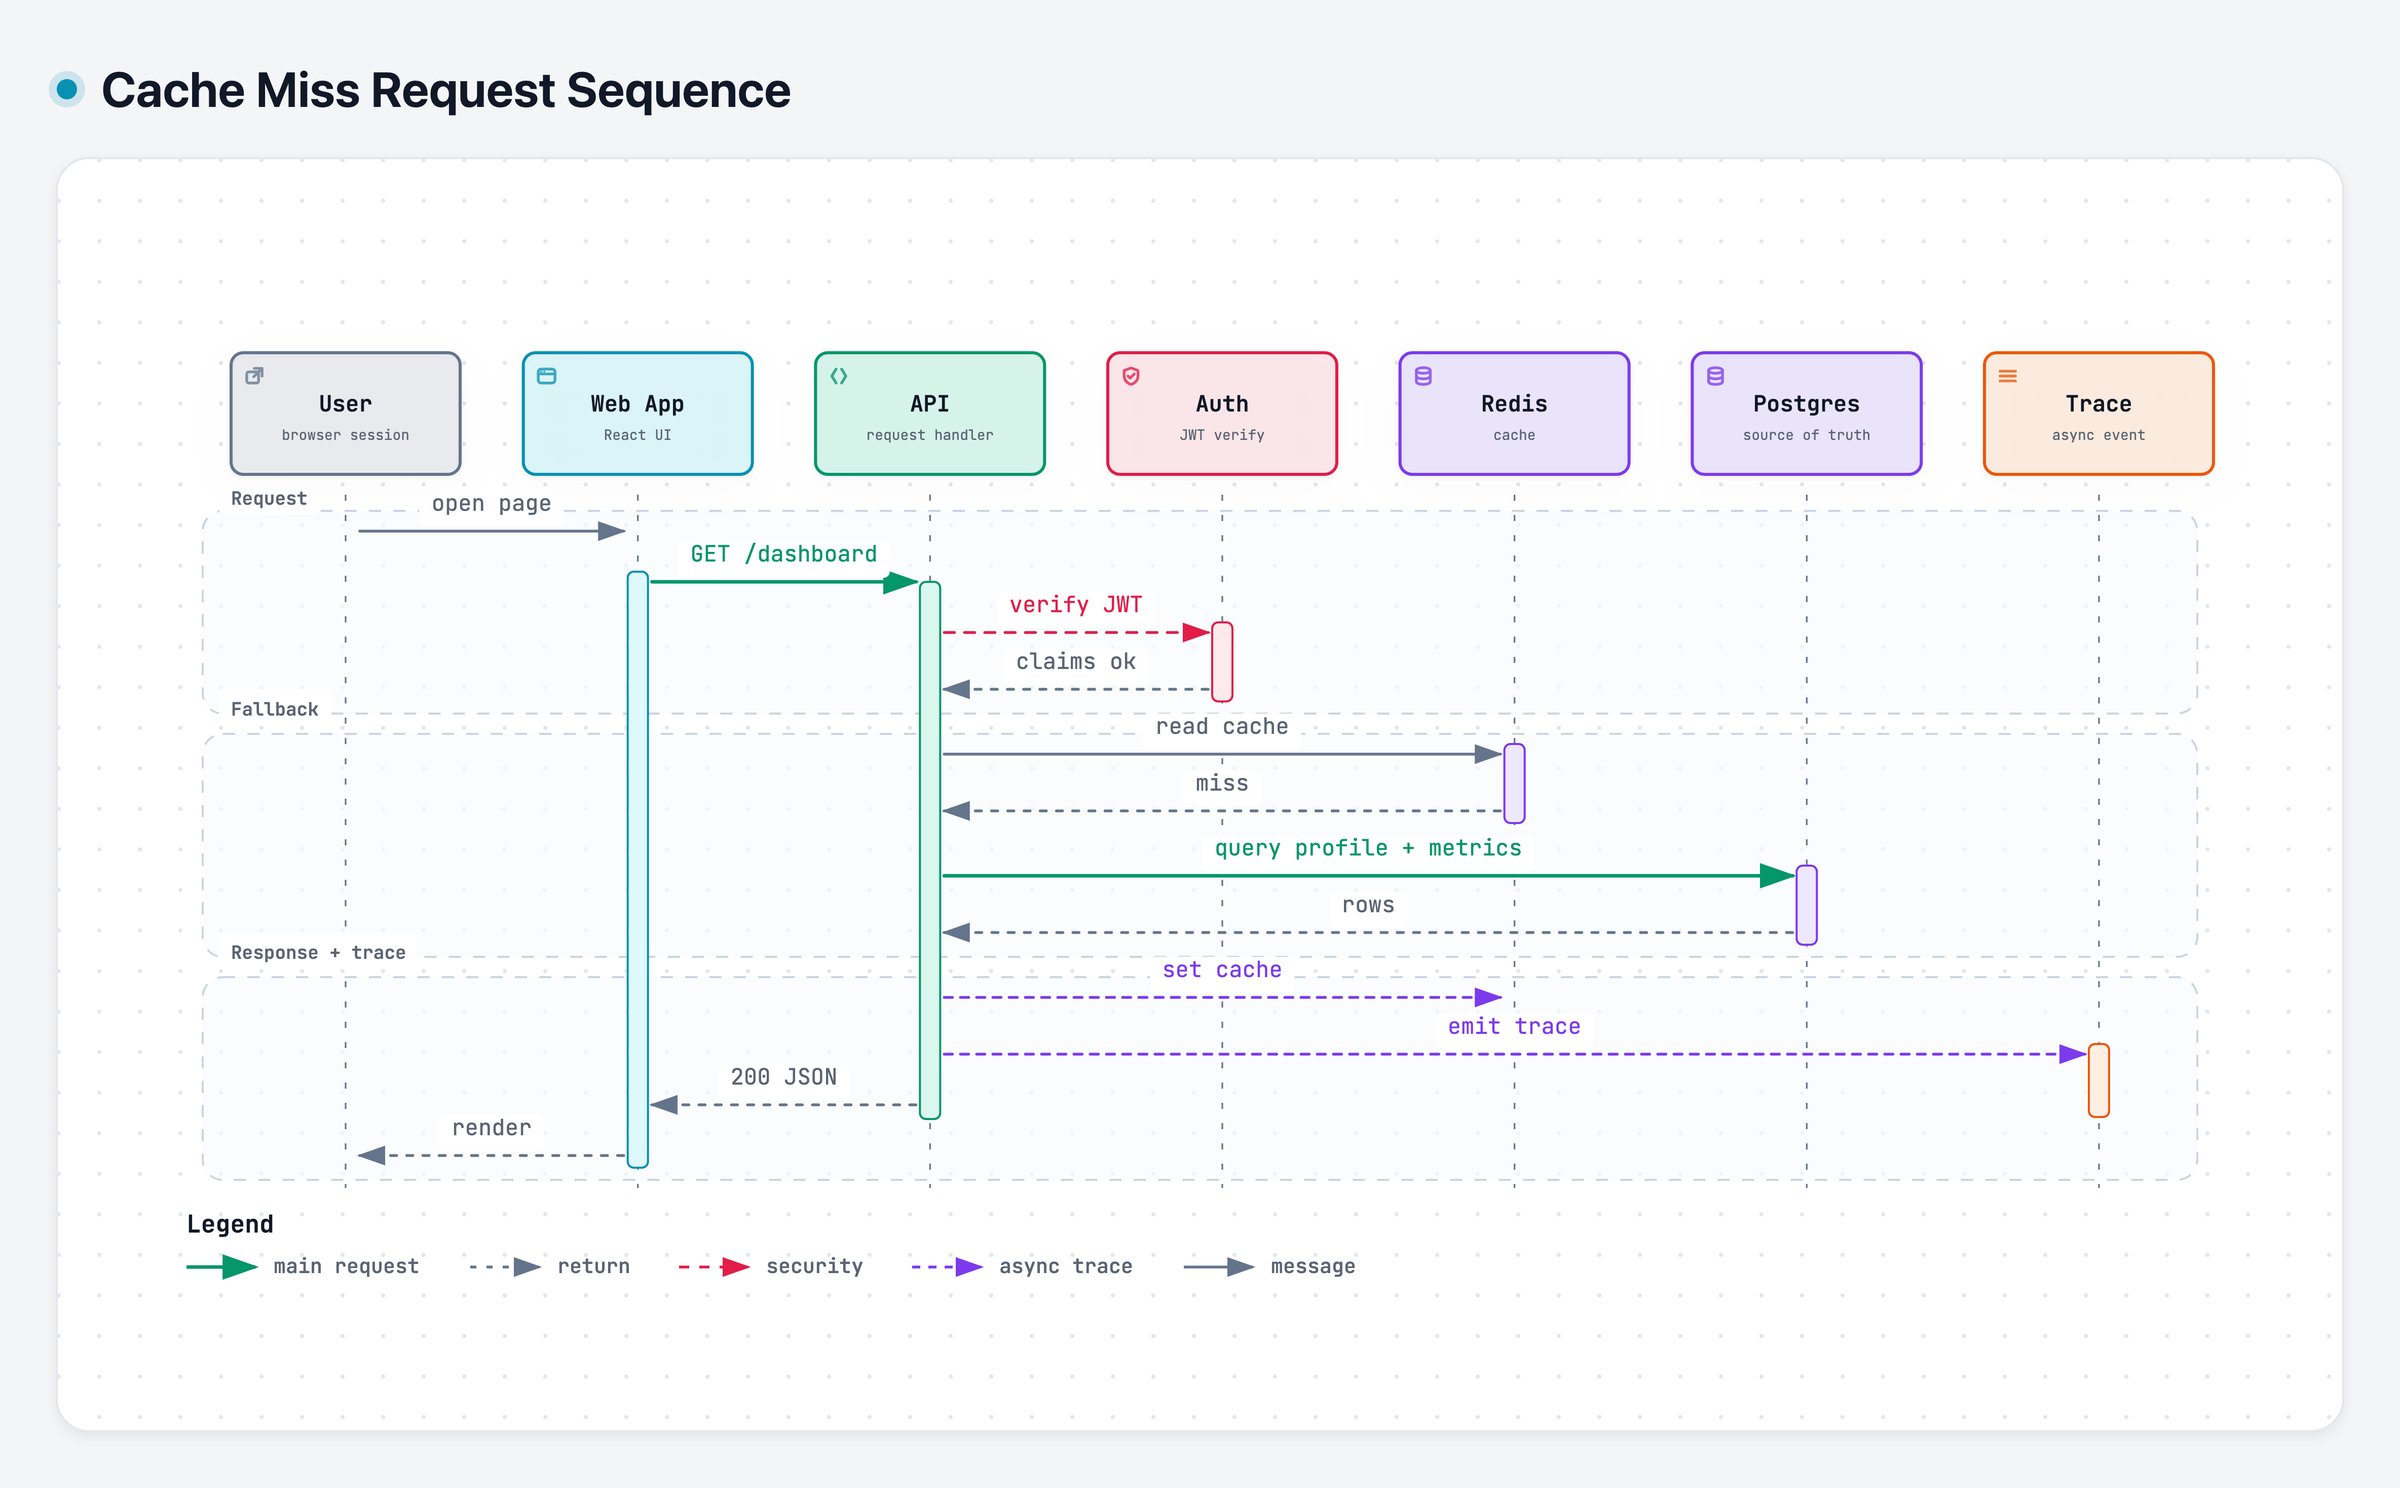 Cache Miss Request Sequence
User
browser session
Web App
React UI
API
request handler
Auth
JWT verify
Redis
cache
Postgres
source of truth
Trace
async event
Request
open page
GET /dashboard
verify JWT
claims ok
Fallback
read cache
miss
query profile + metrics
rows
Response + trace
set cache
emit trace
200 JSON
render
Legend
main request
return
security
async trace
message